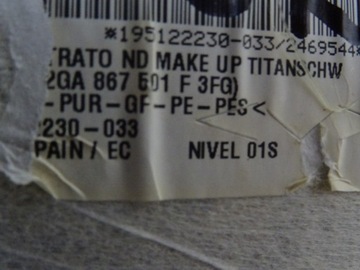 *195122230-033/2469544*
TRATO ND MAKE UP TITANSCHW
2GA 867 501 F 3FG)
-PUR-GF-PE-PES<
230-033
PAIN / EC NIVEL 01S